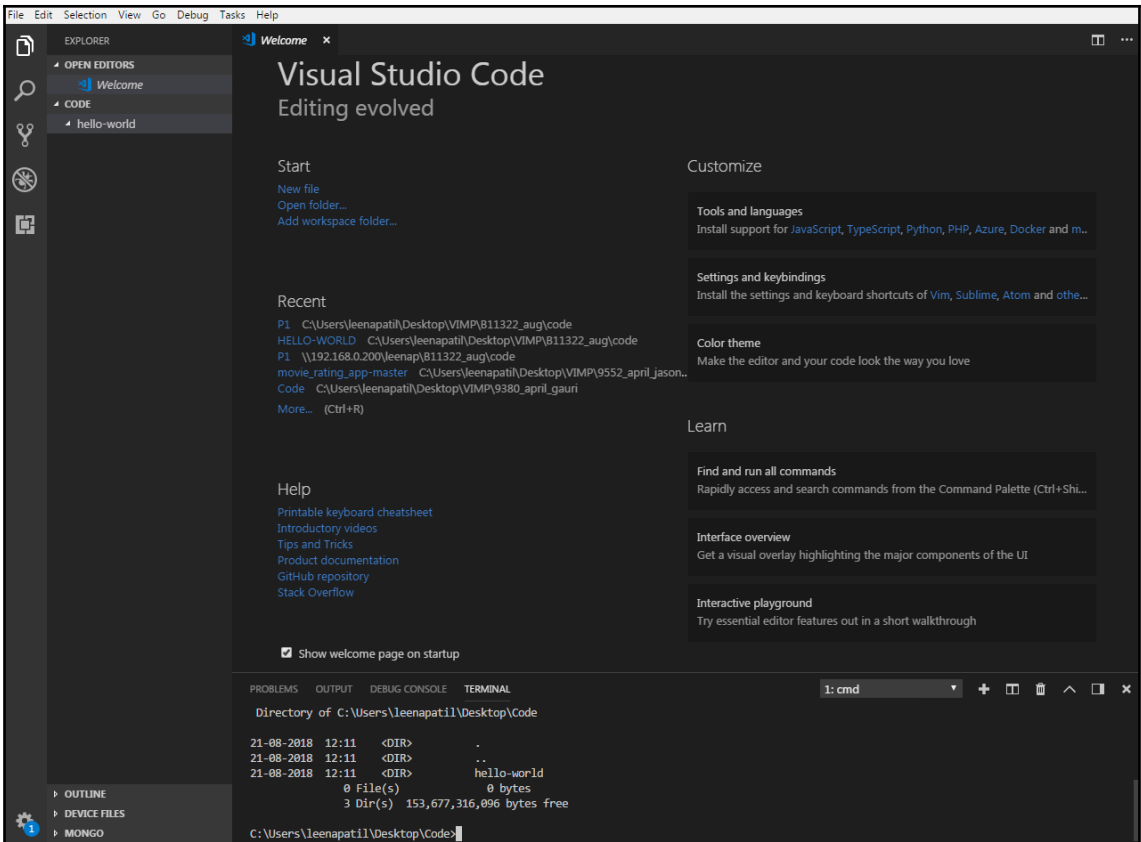 File Edit Selection View Go Debug Tasks Help
EXPLORER
OPEN EDITORS
Welcome
CODE
hello-world
OUTLINE
DEVICE FILES
MONGO
1
Welcome ×
Visual Studio Code
Editing evolved
Start
New file
Open folder...
Add workspace folder...
Recent
P1 C:\Users\leenapatil\Desktop\VIMP\B11322_aug\code
HELLO-WORLD C:\Users\leenapatil\Desktop\VIMP\B11322_aug\code
P1 \\192.168.0.200\leenap\B11322_aug\code
movie_rating_app-master C:\Users\leenapatil\Desktop\VIMP\9552_april_jason..
Code C:\Users\leenapatil\Desktop\VIMP\9380_april_gauri
More... (Ctrl+R)
Help
Printable keyboard cheatsheet
Introductory videos
Tips and Tricks
Product documentation
GitHub repository
Stack Overflow
Show welcome page on startup
Customize
Tools and languages
Install support for JavaScript, TypeScript, Python, PHP, Azure, Docker and m..
Settings and keybindings
Install the settings and keyboard shortcuts of Vim, Sublime, Atom and othe...
Color theme
Make the editor and your code look the way you love
Learn
Find and run all commands
Rapidly access and search commands from the Command Palette (Ctrl+Shi...
Interface overview
Get a visual overlay highlighting the major components of the UI
Interactive playground
Try essential editor features out in a short walkthrough
PROBLEMS OUTPUT DEBUG CONSOLE TERMINAL 1: cmd
Directory of C:\Users\leenapatil\Desktop\Code
21-08-2018 12:11 <DIR> .
21-08-2018 12:11 <DIR> ..
21-08-2018 12:11 <DIR> hello-world
0 File(s) 0 bytes
3 Dir(s) 153,677,316,096 bytes free
C:\Users\leenapatil\Desktop\Code>